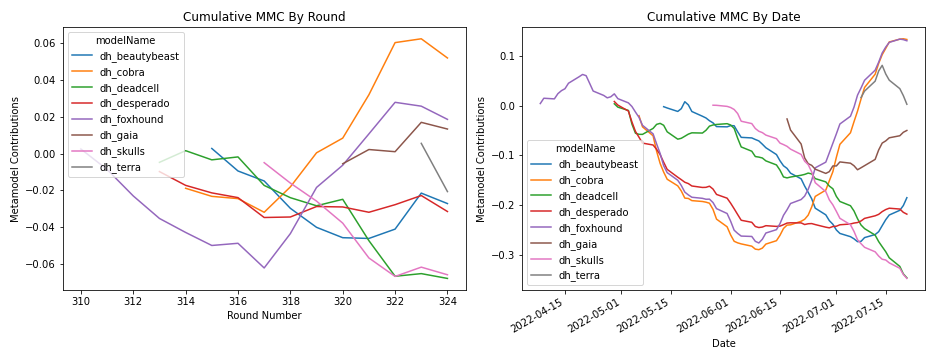 Cumulative MMC By Round
Metamodel Contributions
0.06
0.04
0.02
0.00
−0.02
−0.04
−0.06
modelName
dh_beautybeast
dh_cobra
dh_deadcell
dh_desperado
dh_foxhound
dh_gaia
dh_skulls
dh_terra
310
312
314
316
318
320
322
324
Round Number
Cumulative MMC By Date
Metamodel Contributions
0.1
0.0
−0.1
−0.2
−0.3
modelName
dh_beautybeast
dh_cobra
dh_deadcell
dh_desperado
dh_foxhound
dh_gaia
dh_skulls
dh_terra
2022-04-15
2022-05-01
2022-05-15
2022-06-01
2022-06-15
2022-07-01
2022-07-15
Date